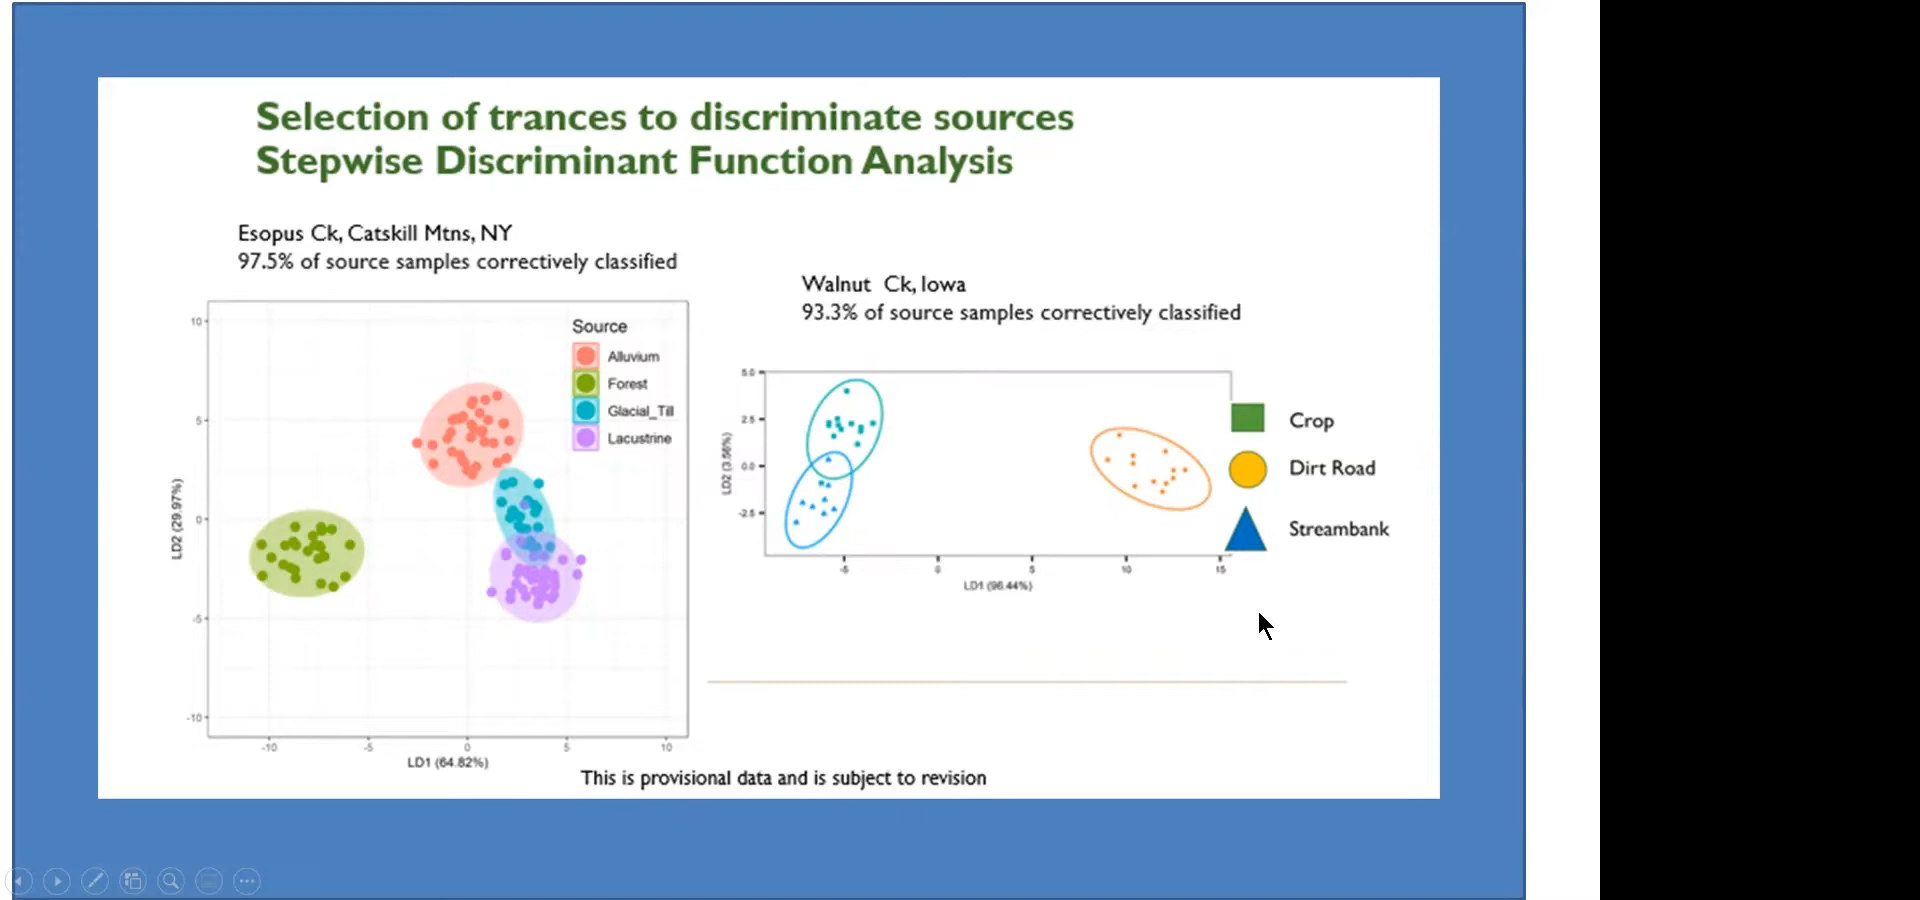 Selection of trances to discriminate sources
Stepwise Discriminant Function Analysis
Esopus Ck, Catskill Mtns, NY
97.5% of source samples correctively classified
Walnut Ck, Iowa
93.3% of source samples correctively classified
Source
Alluvium
Forest
Glacial_Till
Lacustrine
10
5
0
-5
-10
LD2 (29.97%)
-10
-5
0
5
10
LD1 (64.82%)
5.0
2.5
0.0
-2.5
LD2 (3.56%)
-5
0
5
10
15
LD1 (96.44%)
Crop
Dirt Road
Streambank
This is provisional data and is subject to revision